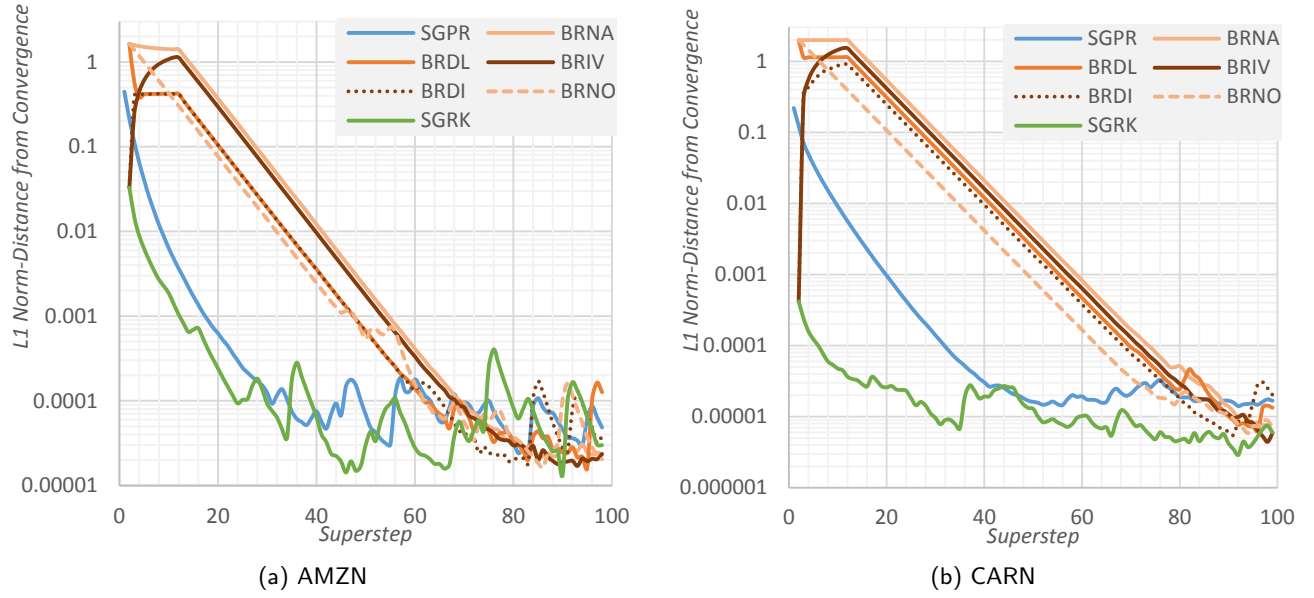 L1 Norm-Distance from Convergence
1
0.1
0.01
0.001
0.0001
0.00001
SGPR BRNA
BRDL BRIV
BRDI BRNO
SGRK
0 20 40 60 80 100
Superstep
(a) AMZN
L1 Norm-Distance from Convergence
1
0.1
0.01
0.001
0.0001
0.00001
0.000001
SGPR BRNA
BRDL BRIV
BRDI BRNO
SGRK
0 20 40 60 80 100
Superstep
(b) CARN